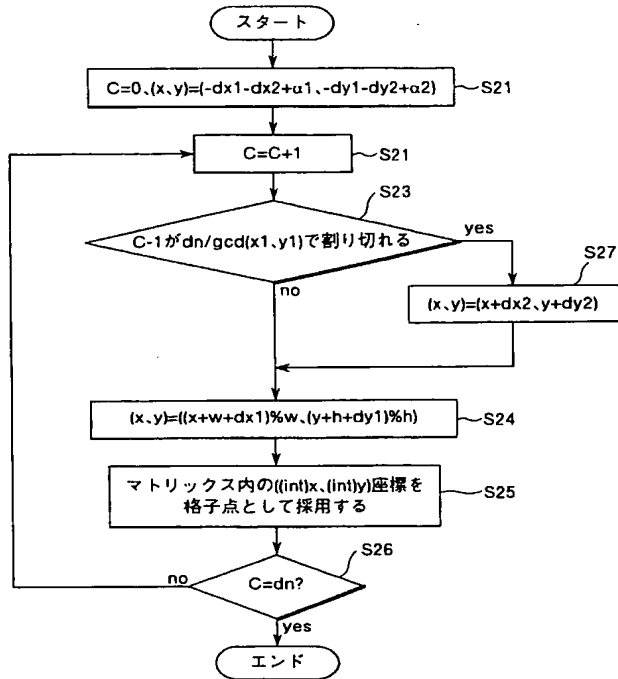 スタート
C=0、(x、y)=(-dx1-dx2+α1、-dy1-dy2+α2)
S21
C=C+1
S21
S23
C-1がdn/gcd(x1、y1)で割り切れる
yes
no
S27
(x、y)=(x+dx2、y+dy2)
(x、y)=((x+w+dx1)%w、(y+h+dy1)%h)
S24
マトリックス内の((int)x、(int)y)座標を
格子点として採用する
S25
S26
no
C=dn?
yes
エンド